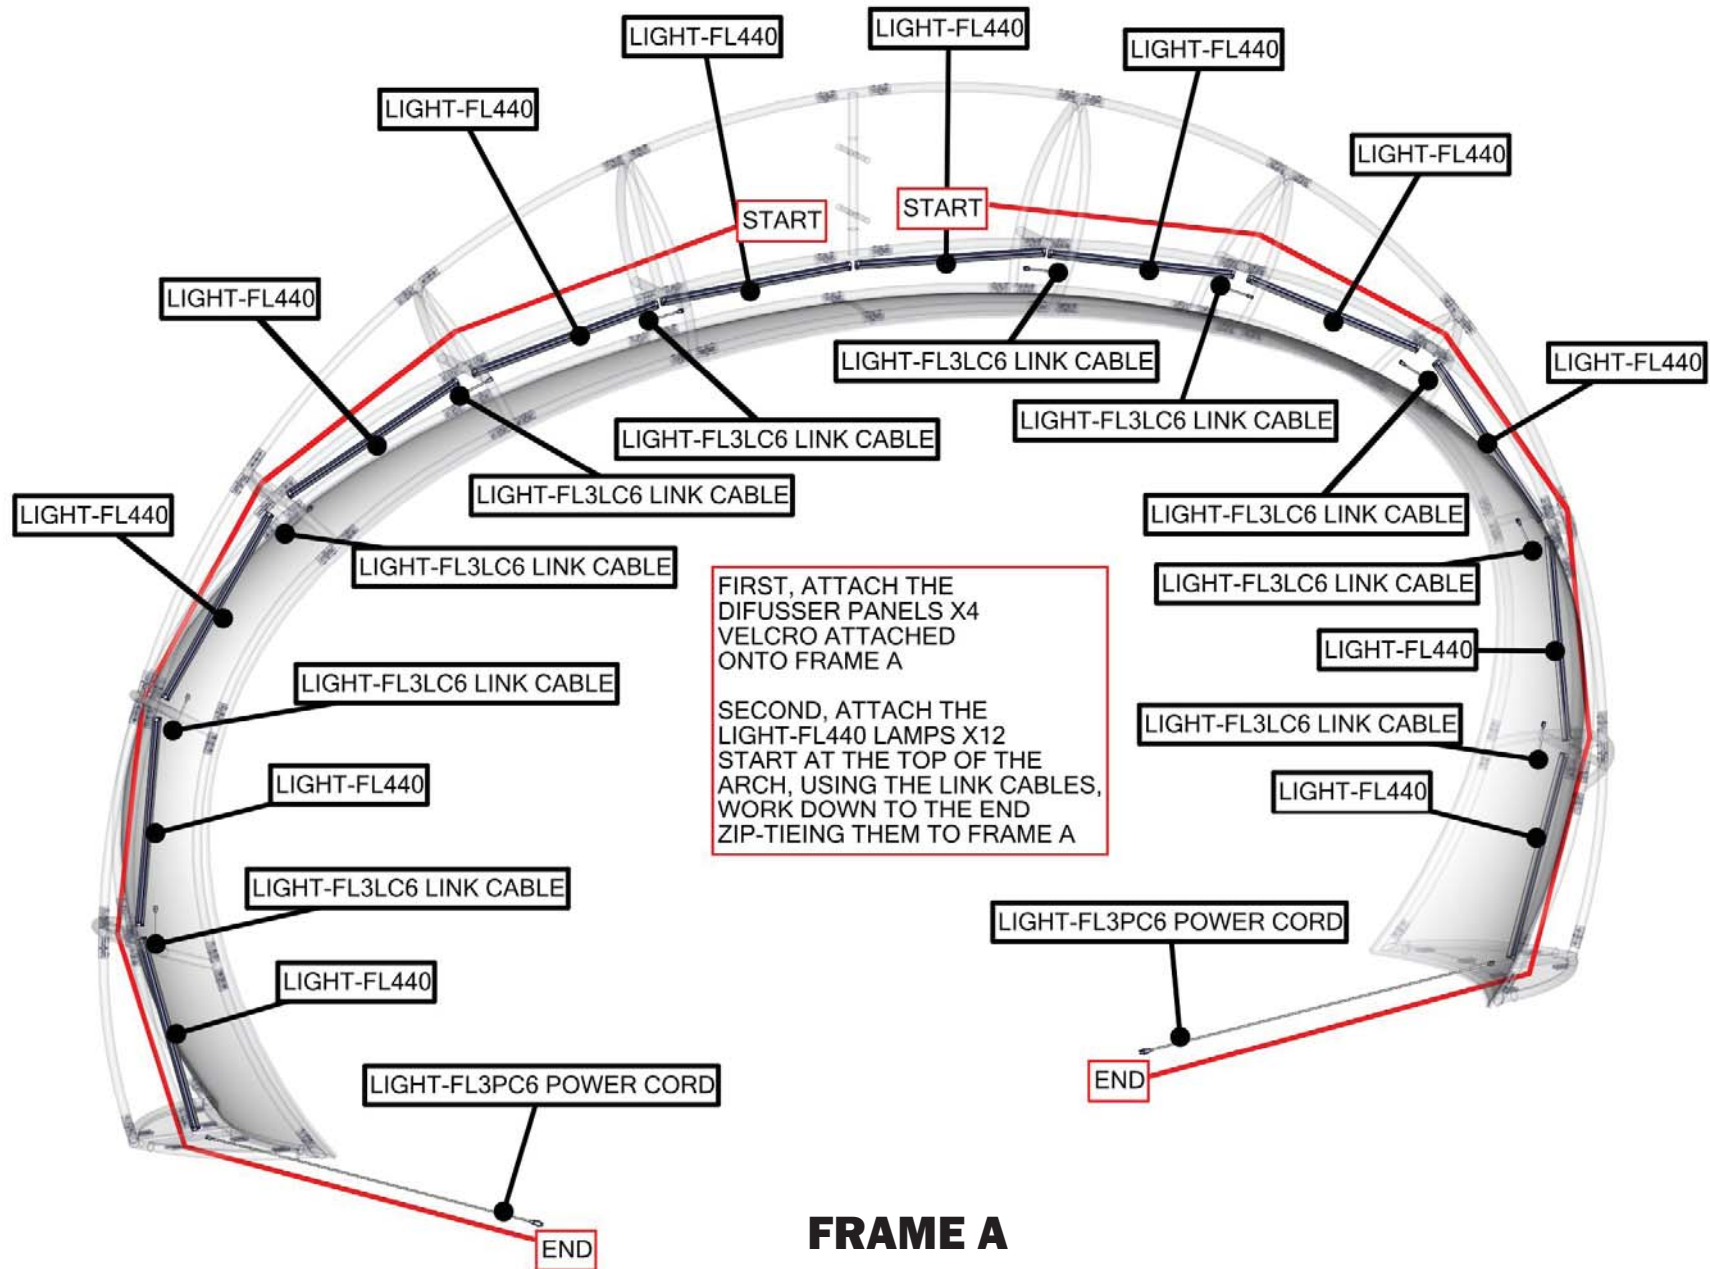 LIGHT-FL440
LIGHT-FL440
LIGHT-FL440
LIGHT-FL440
LIGHT-FL440
START
START
LIGHT-FL440
LIGHT-FL440
LIGHT-FL3LC6 LINK CABLE
LIGHT-FL440
LIGHT-FL3LC6 LINK CABLE
LIGHT-FL3LC6 LINK CABLE
LIGHT-FL3LC6 LINK CABLE
LIGHT-FL440
LIGHT-FL3LC6 LINK CABLE
LIGHT-FL3LC6 LINK CABLE
LIGHT-FL3LC6 LINK CABLE
FIRST, ATTACH THE
DIFUSSER PANELS X4
VELCRO ATTACHED
ONTO FRAME A
SECOND, ATTACH THE
LIGHT-FL440 LAMPS X12
START AT THE TOP OF THE
ARCH, USING THE LINK CABLES,
WORK DOWN TO THE END
ZIP-TIEING THEM TO FRAME A
LIGHT-FL440
LIGHT-FL3LC6 LINK CABLE
LIGHT-FL3LC6 LINK CABLE
LIGHT-FL440
LIGHT-FL440
LIGHT-FL3LC6 LINK CABLE
LIGHT-FL3PC6 POWER CORD
LIGHT-FL440
LIGHT-FL3PC6 POWER CORD
END
END
FRAME A